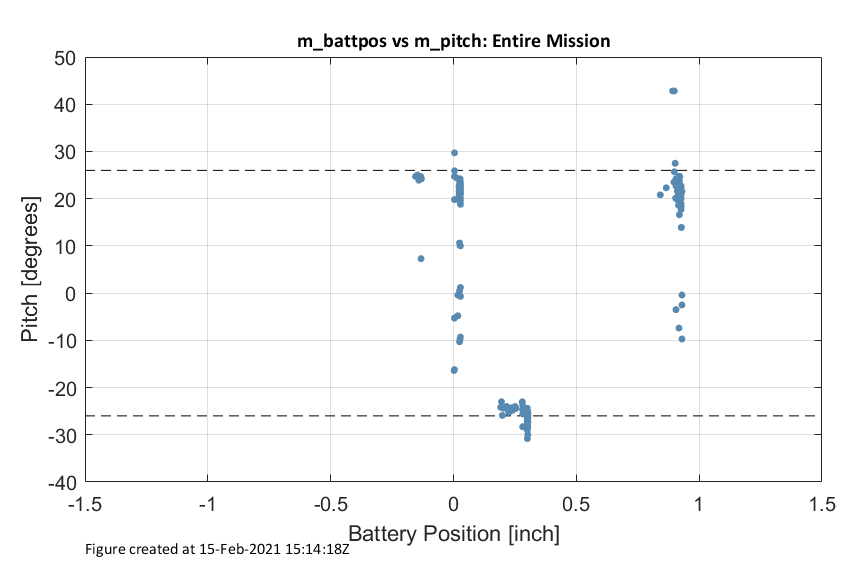 m_battpos vs m_pitch: Entire Mission
50
40
30
20
10
0
-10
-20
-30
-40
Pitch [degrees]
-1.5 -1 -0.5 0 0.5 1 1.5
Battery Position [inch]
Figure created at 15-Feb-2021 15:14:18Z